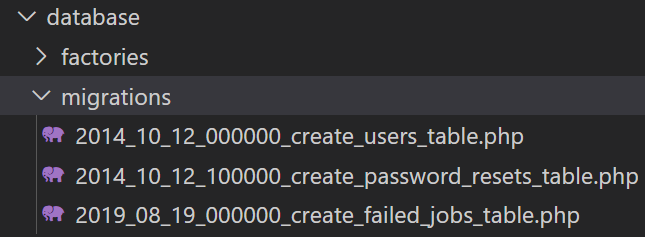 database
factories
migrations
2014_10_12_000000_create_users_table.php
2014_10_12_100000_create_password_resets_table.php
2019_08_19_000000_create_failed_jobs_table.php